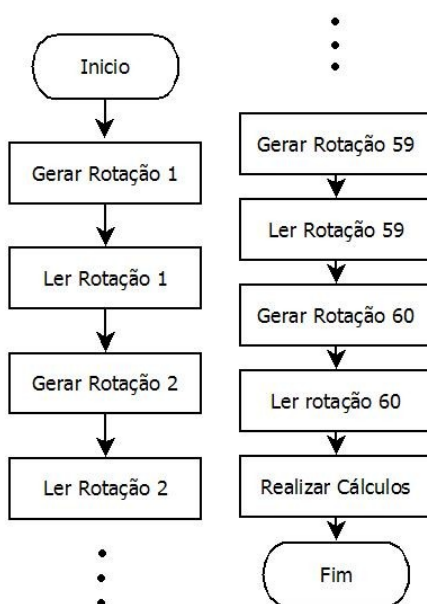 Inicio
Gerar Rotação 1
Ler Rotação 1
Gerar Rotação 2
Ler Rotação 2
Gerar Rotação 59
Ler Rotação 59
Gerar Rotação 60
Ler rotação 60
Realizar Cálculos
Fim